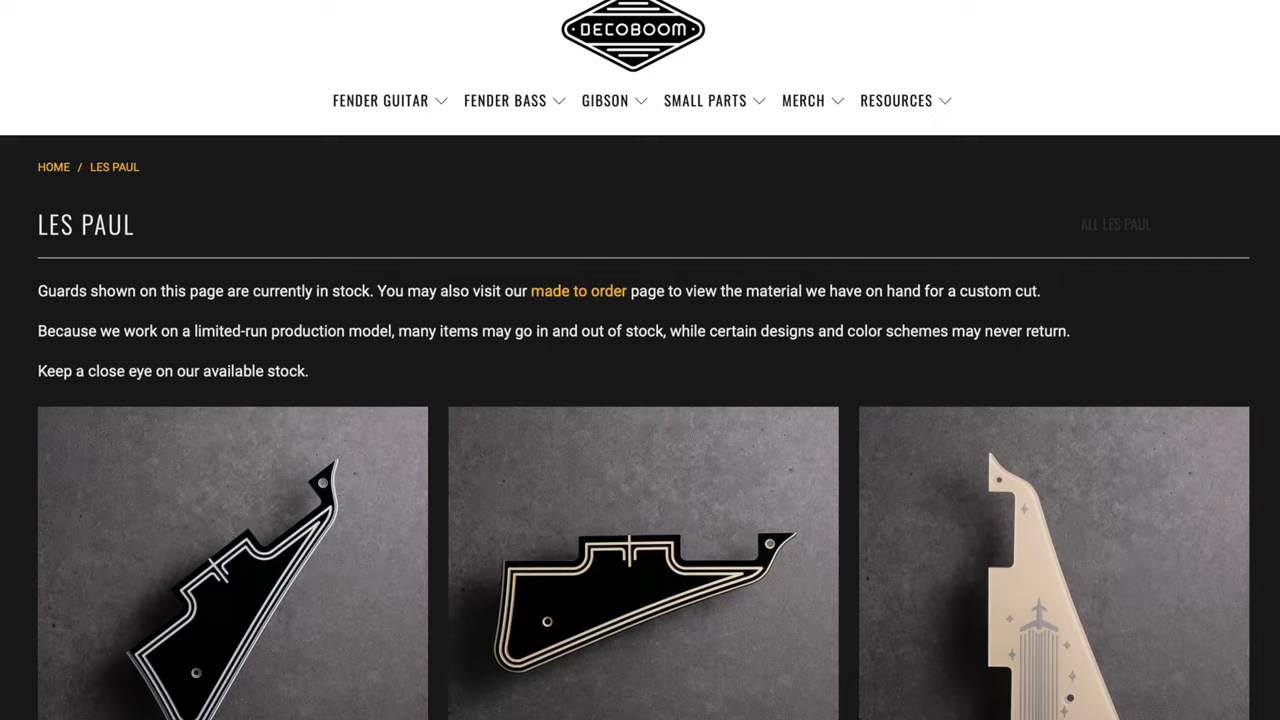 DECOBOOM
FENDER GUITAR FENDER BASS GIBSON SMALL PARTS MERCH RESOURCES
HOME / LES PAUL
LES PAUL
ALL LES PAUL
Guards shown on this page are currently in stock. You may also visit our made to order page to view the material we have on hand for a custom cut.
Because we work on a limited-run production model, many items may go in and out of stock, while certain designs and color schemes may never return.
Keep a close eye on our available stock.